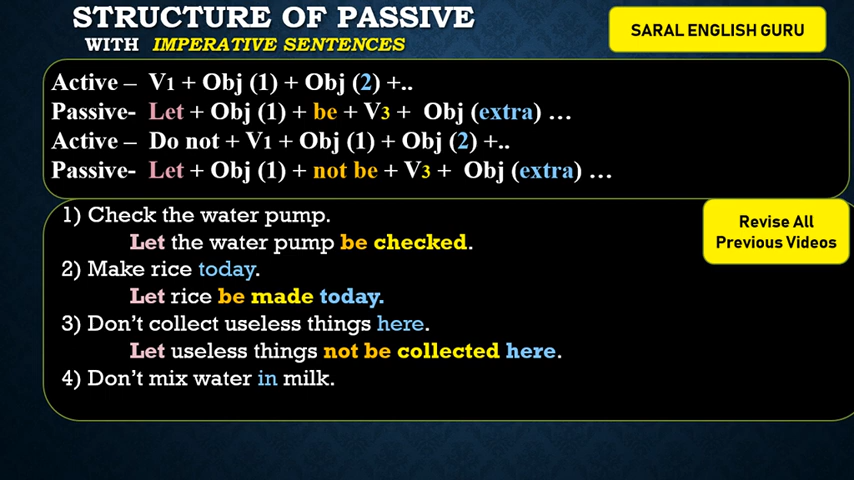 STRUCTURE OF PASSIVE
WITH IMPERATIVE SENTENCES
SARAL ENGLISH GURU
Active – V1 + Obj (1) + Obj (2) +..
Passive- Let + Obj (1) + be + V3 + Obj (extra) …
Active – Do not + V1 + Obj (1) + Obj (2) +..
Passive- Let + Obj (1) + not be + V3 + Obj (extra) …
Revise All
Previous Videos
1) Check the water pump.
Let the water pump be checked.
2) Make rice today.
Let rice be made today.
3) Don’t collect useless things here.
Let useless things not be collected here.
4) Don’t mix water in milk.